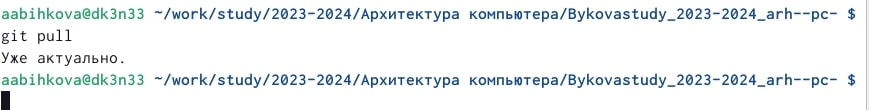 aabihkova@dk3n33 ~/work/study/2023-2024/Архитектура компьютера/Bykovastudy_2023-2024_arh--pc- $
git pull
Уже актуально.
aabihkova@dk3n33 ~/work/study/2023-2024/Архитектура компьютера/Bykovastudy_2023-2024_arh--pc- $